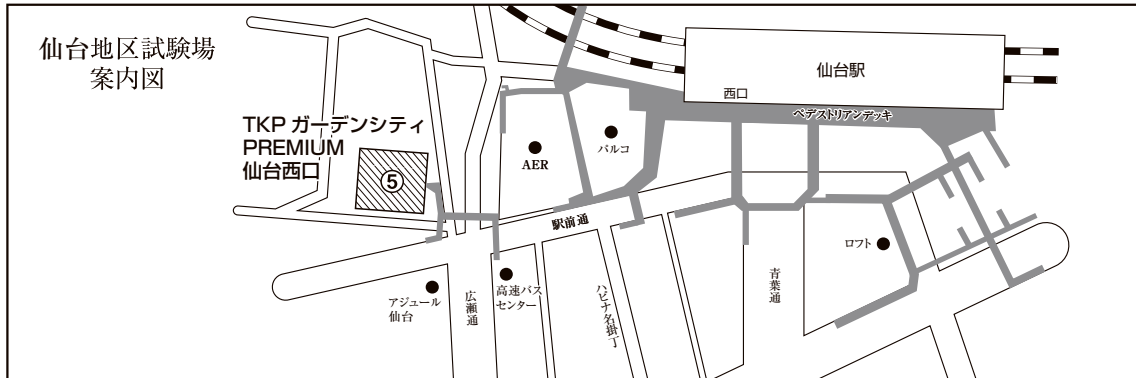 仙台地区試験場
案内図
TKP ガーデンシティ
PREMIUM
仙台西口
⑤
AER
パルコ
西口
仙台駅
ペデストリアンデッキ
駅前通
ロフト
アジュール
仙台
広瀬通
高速バス
センター
ハピナ名掛丁
青葉通